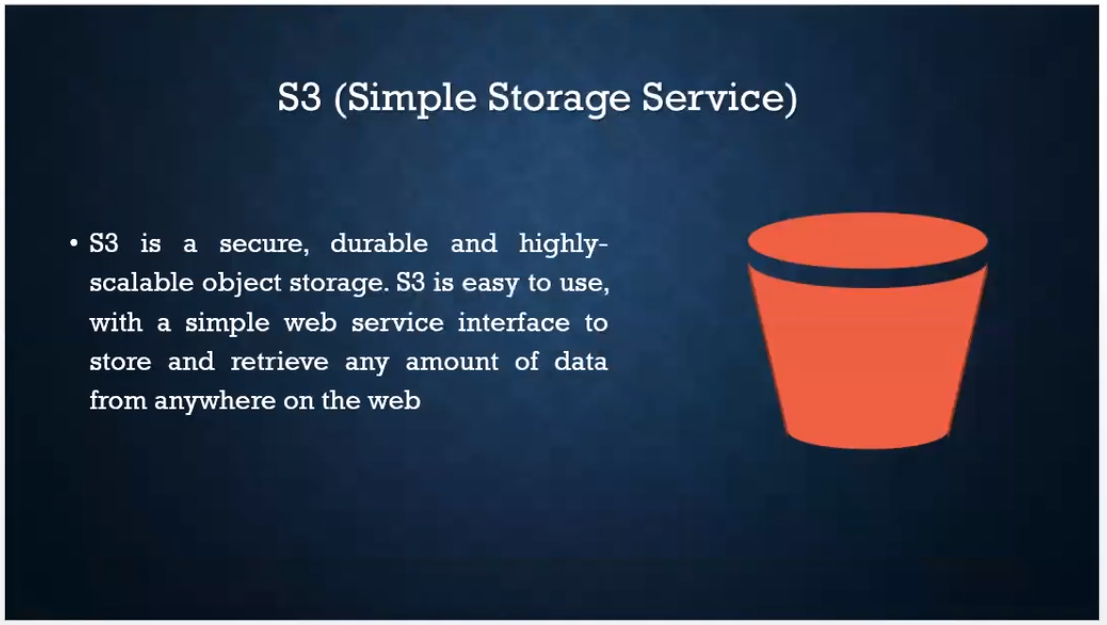 S3 (Simple Storage Service)
• S3 is a secure, durable and highly-
scalable object storage. S3 is easy to use,
with a simple web service interface to
store and retrieve any amount of data
from anywhere on the web